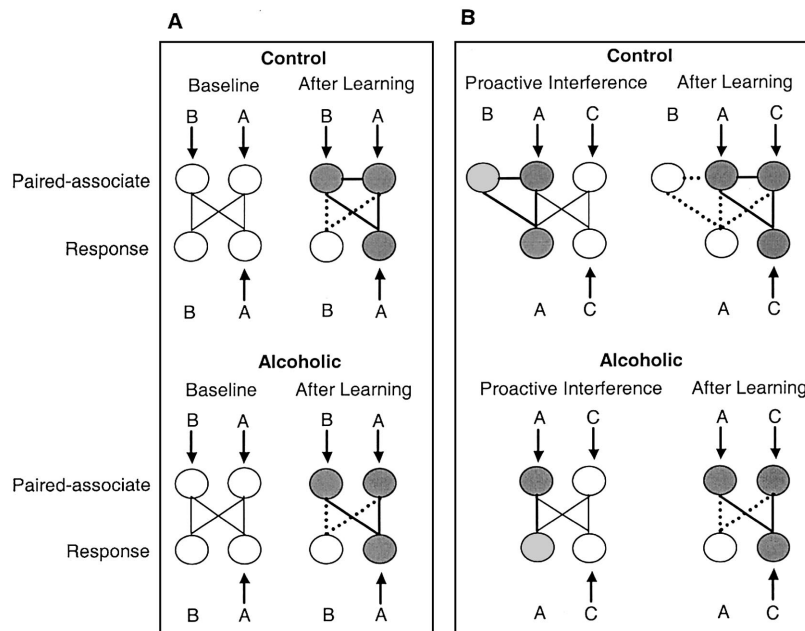 A
B
Control
Control
Baseline
After Learning
Proactive Interference
After Learning
B A B A B A C B A C
Paired-associate
Response
B A B A A C A C
Alcoholic
Alcoholic
Baseline
After Learning
Proactive Interference
After Learning
B A B A A C A C
Paired-associate
Response
B A B A A C A C